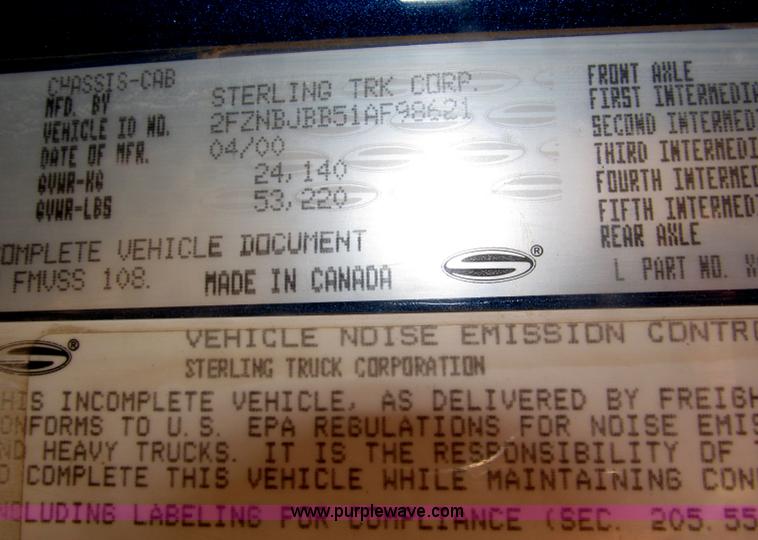 CHASSIS-CAB
MFD. BY STERLING TRK CORP.
VEHICLE ID NO. 2FZNBJBB51AF98621
DATE OF MFR. 04/00
GVWR-KG 24,140
GVWR-LBS 53,220
FRONT AXLE
FIRST INTERMEDIA
SECOND INTERMED
THIRD INTERMEDI
FOURTH INTERMED
FIFTH INTERMED
REAR AXLE
OMPLETE VEHICLE DOCUMENT
FMVSS 108. MADE IN CANADA
®
L PART NO.
® VEHICLE NOISE EMISSION CONTRO
STERLING TRUCK CORPORATION
HIS INCOMPLETE VEHICLE, AS DELIVERED BY FREIGH
ONFORMS TO U.S. EPA REGULATIONS FOR NOISE EMIS
ND HEAVY TRUCKS. IT IS THE RESPONSIBILITY OF T
O COMPLETE THIS VEHICLE WHILE MAINTAINING CON
NCLUDING LABELING FOR COMPLIANCE (SEC. 205.55
www.purplewave.com